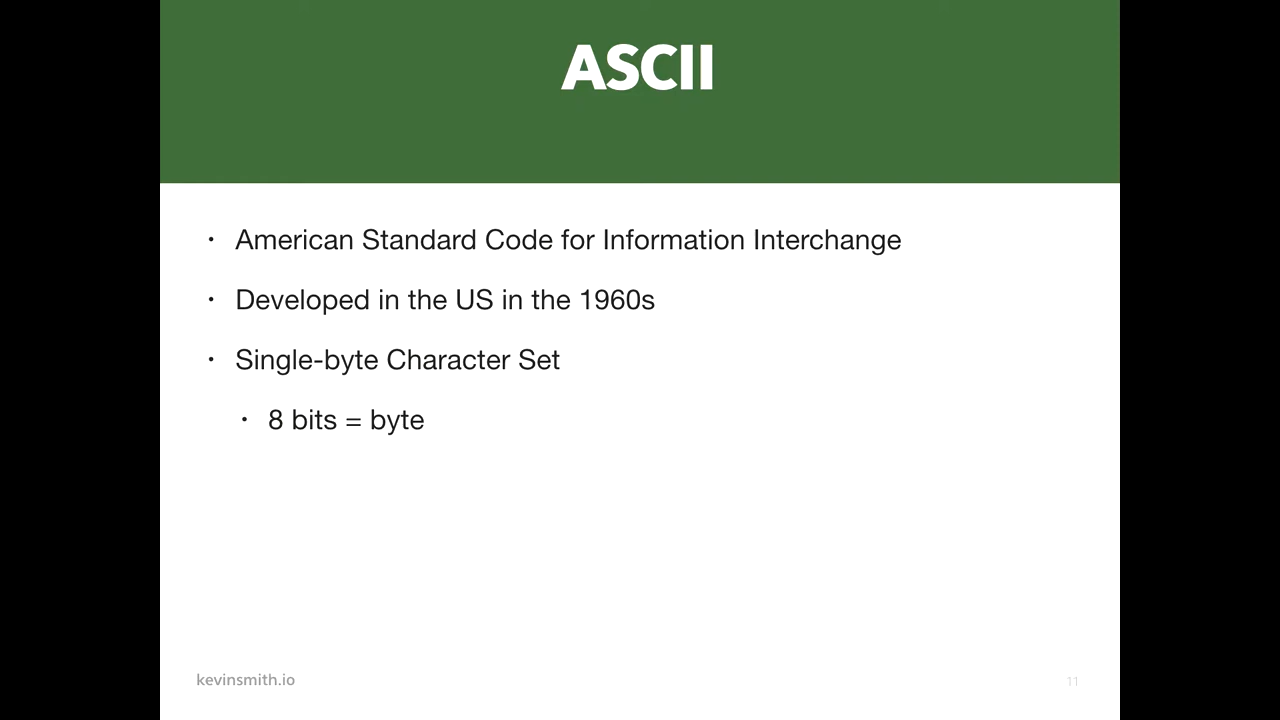 ASCII
• American Standard Code for Information Interchange
• Developed in the US in the 1960s
• Single-byte Character Set
• 8 bits = byte
kevinsmith.io
11